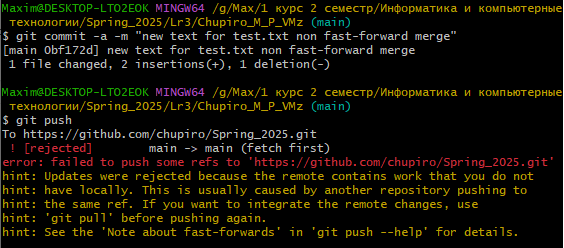 Maxim@DESKTOP-LTO2EOK MINGW64 /g/Max/1 курс 2 семестр/Информатика и компьютерные
 технологии/Spring_2025/Lr3/Chupiro_M_P_VMz (main)
$ git commit -a -m "new text for test.txt non fast-forward merge"
[main 0bf172d] new text for test.txt non fast-forward merge
 1 file changed, 2 insertions(+), 1 deletion(-)
Maxim@DESKTOP-LTO2EOK MINGW64 /g/Max/1 курс 2 семестр/Информатика и компьютерные
 технологии/Spring_2025/Lr3/Chupiro_M_P_VMz (main)
$ git push
To https://github.com/chupiro/Spring_2025.git
 ! [rejected]        main -> main (fetch first)
error: failed to push some refs to 'https://github.com/chupiro/Spring_2025.git'
hint: Updates were rejected because the remote contains work that you do not
hint: have locally. This is usually caused by another repository pushing to
hint: the same ref. If you want to integrate the remote changes, use
hint: 'git pull' before pushing again.
hint: See the 'Note about fast-forwards' in 'git push --help' for details.